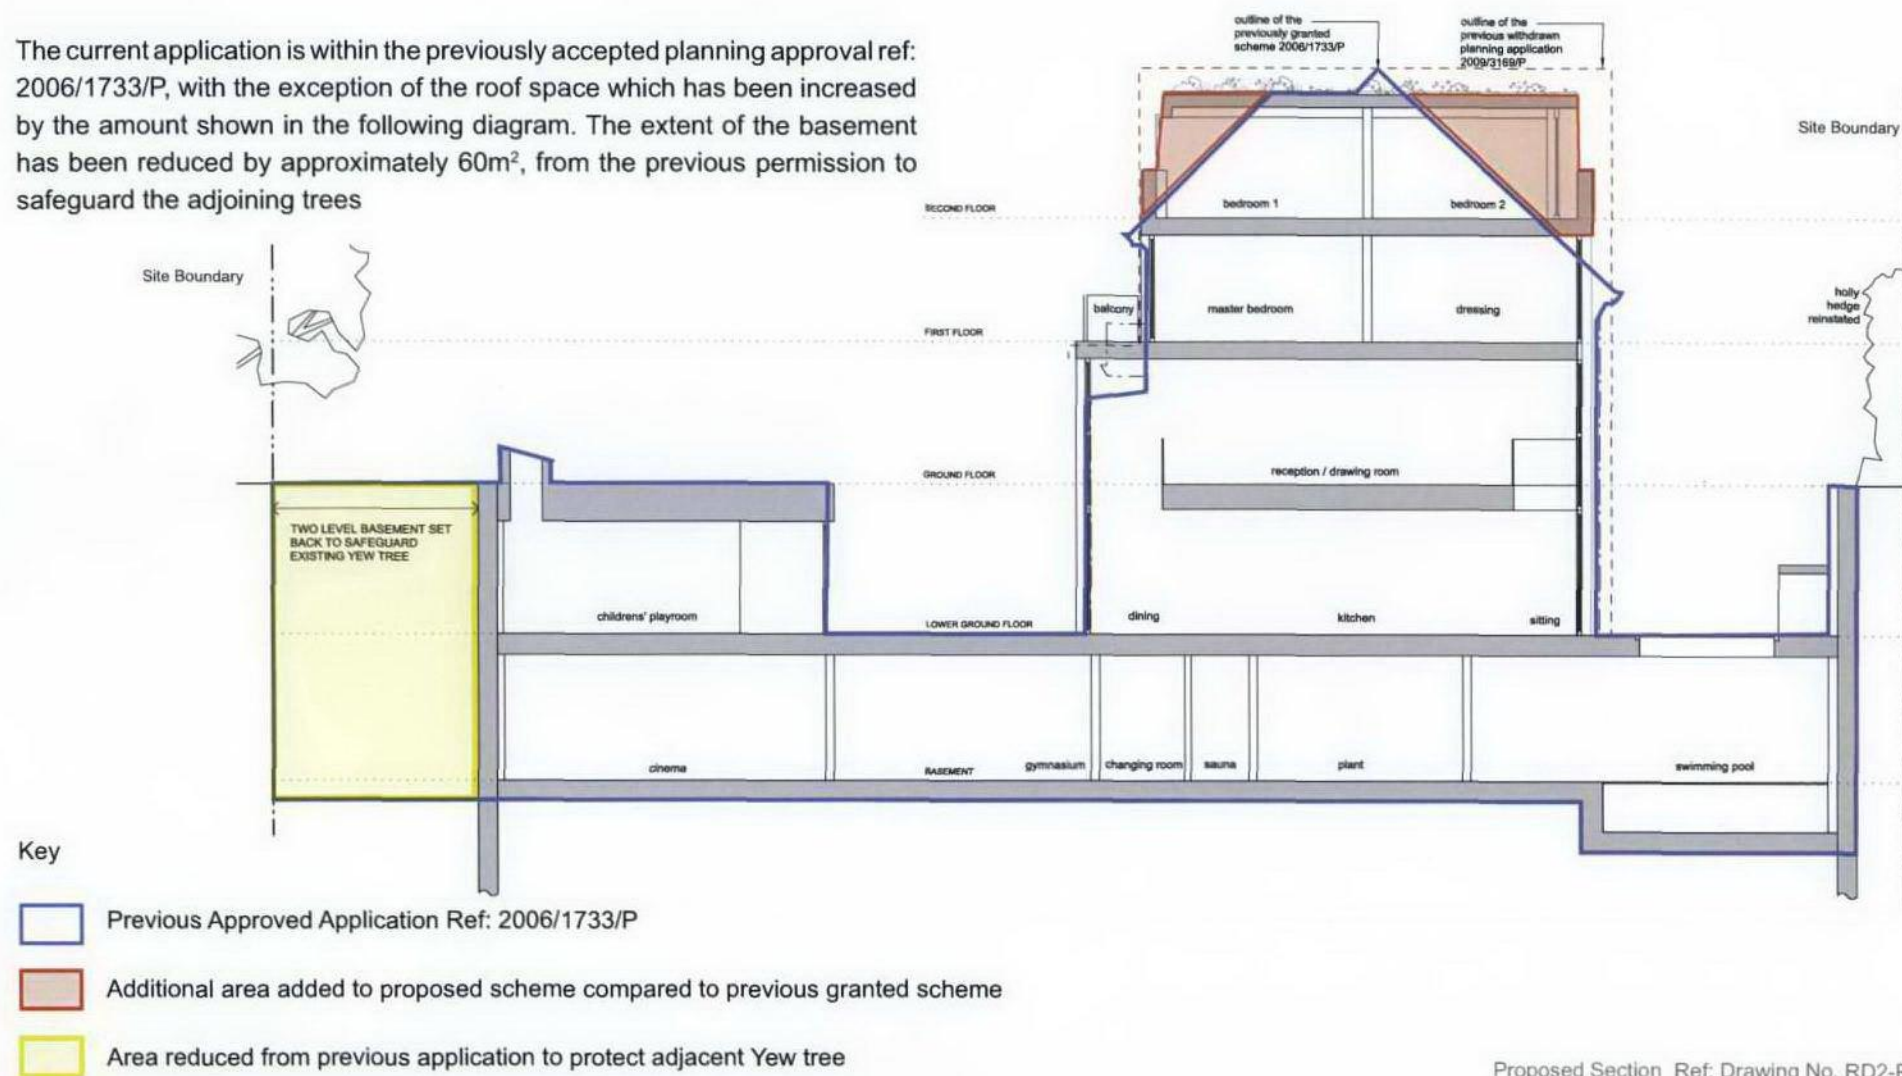 The current application is within the previously accepted planning approval ref:
2006/1733/P, with the exception of the roof space which has been increased
by the amount shown in the following diagram. The extent of the basement
has been reduced by approximately 60m², from the previous permission to
safeguard the adjoining trees
outline of the
previously granted
scheme 2006/1733/P
outline of the
previous withdrawn
planning application
2009/3169/P
Site Boundary
SECOND FLOOR
bedroom 1
bedroom 2
Site Boundary
balcony
master bedroom
dressing
holly
hedge
reinstated
FIRST FLOOR
GROUND FLOOR
reception / drawing room
TWO LEVEL BASEMENT SET
BACK TO SAFEGUARD
EXISTING YEW TREE
childrens' playroom
LOWER GROUND FLOOR
dining
kitchen
sitting
cinema
BASEMENT
gymnasium
changing room
sauna
plant
swimming pool
Key
Previous Approved Application Ref: 2006/1733/P
Additional area added to proposed scheme compared to previous granted scheme
Area reduced from previous application to protect adjacent Yew tree
Proposed Section Ref: Drawing No. RD2-